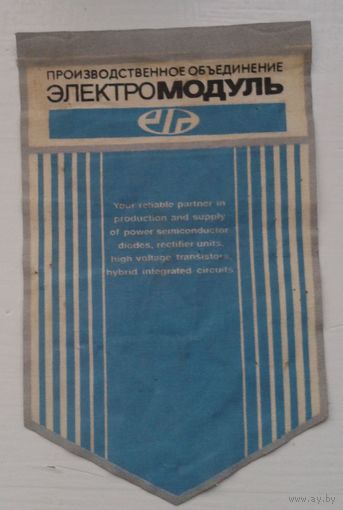 ПРОИЗВОДСТВЕННОЕ ОБЪЕДИНЕНИЕ
ЭЛЕКТРОМОДУЛЬ
Your reliable partner in
production and supply
of power semiconductor
diodes, rectifier units,
high voltage transistors,
hybrid integrated circuits.
www.ay.by